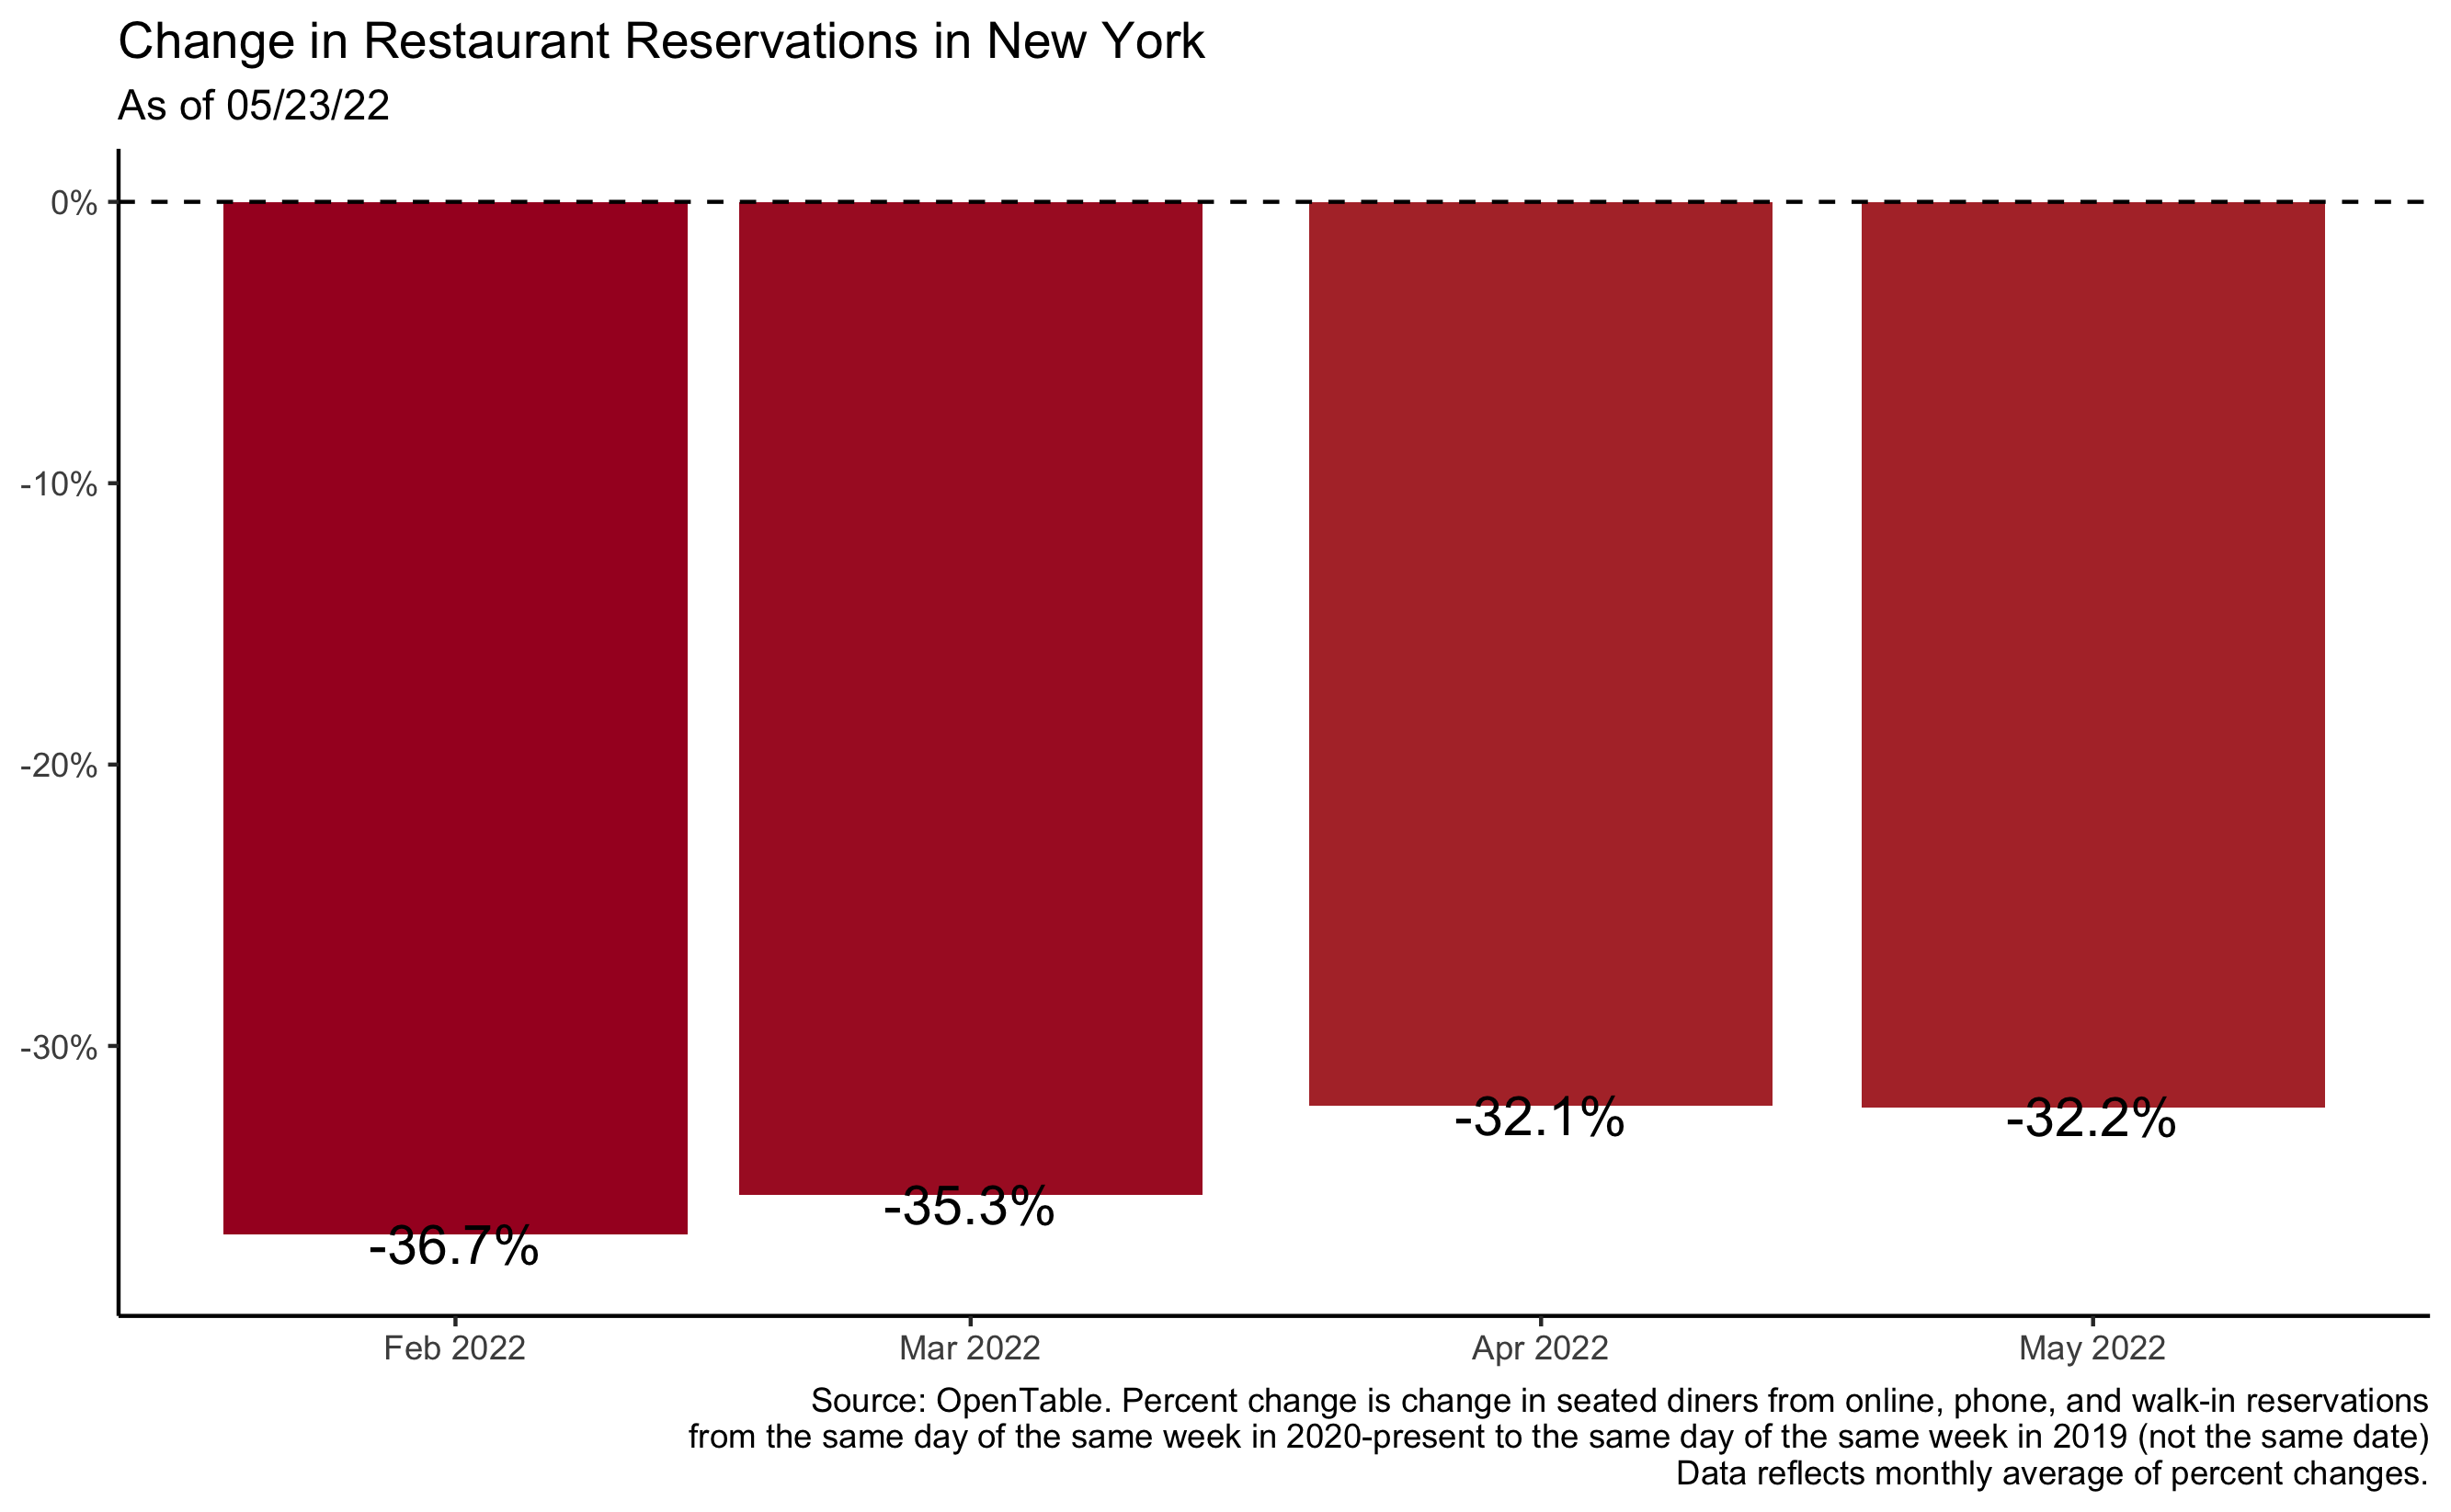 Change in Restaurant Reservations in New York
As of 05/23/22
0%
-10%
-20%
-30%
-36.7%
-35.3%
-32.1%
-32.2%
Feb 2022
Mar 2022
Apr 2022
May 2022
Source: OpenTable. Percent change is change in seated diners from online, phone, and walk-in reservations
from the same day of the same week in 2020-present to the same day of the same week in 2019 (not the same date)
Data reflects monthly average of percent changes.